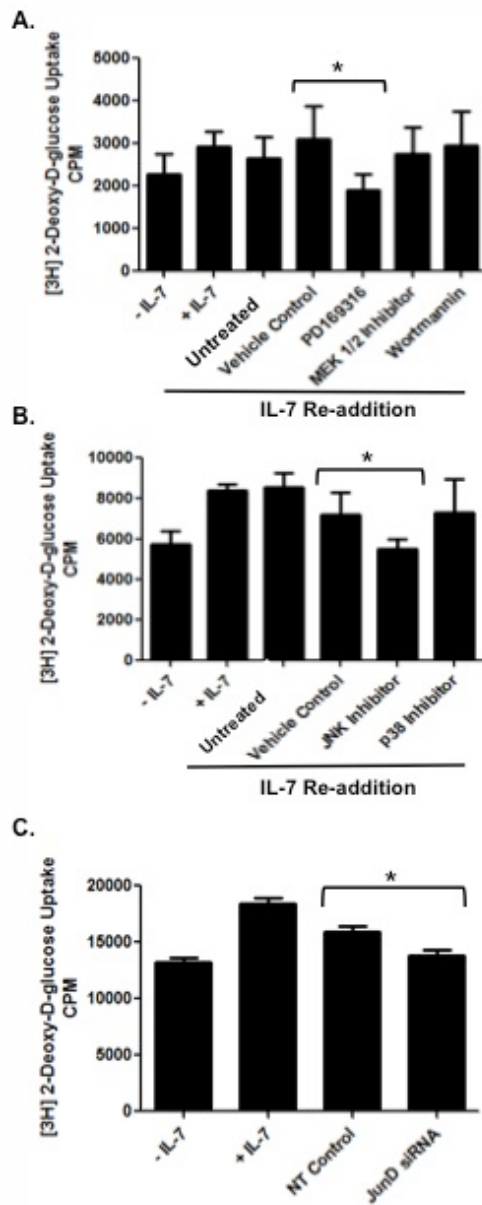 A.
[3H] 2-Deoxy-D-glucose Uptake
CPM
5000
4000
3000
2000
1000
0
*
- IL-7
+ IL-7
Untreated
Vehicle Control
PD169316
MEK 1/2 Inhibitor
Wortmannin
IL-7 Re-addition
B.
[3H] 2-Deoxy-D-glucose Uptake
CPM
10000
8000
6000
4000
2000
0
*
- IL-7
+ IL-7
Untreated
Vehicle Control
JNK Inhibitor
p38 Inhibitor
IL-7 Re-addition
C.
[3H] 2-Deoxy-D-glucose Uptake
CPM
20000
15000
10000
5000
0
*
- IL-7
+ IL-7
NT Control
JunD siRNA